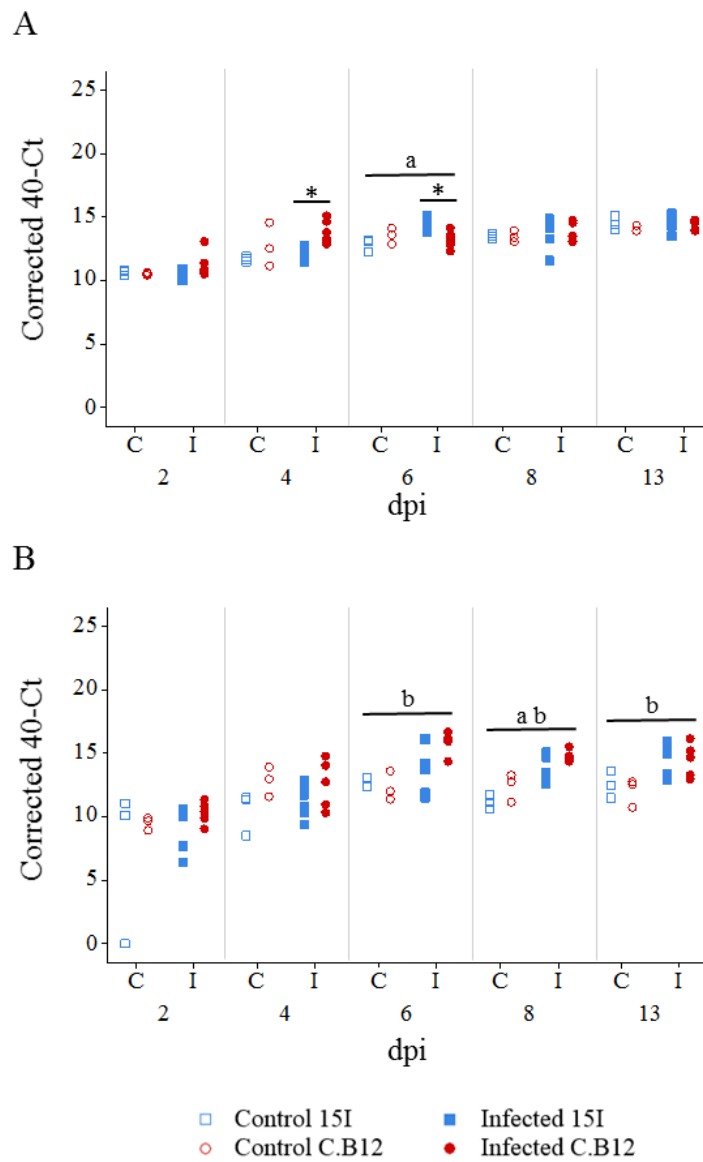 A
Corrected 40-Ct
25
20
15
10
5
0
*
a
*
C I C I C I C I C I
2 4 6 8 13
dpi
B
Corrected 40-Ct
25
20
15
10
5
0
b
a b
b
C I C I C I C I C I
2 4 6 8 13
dpi
Control 15I Infected 15I
Control C.B12 Infected C.B12